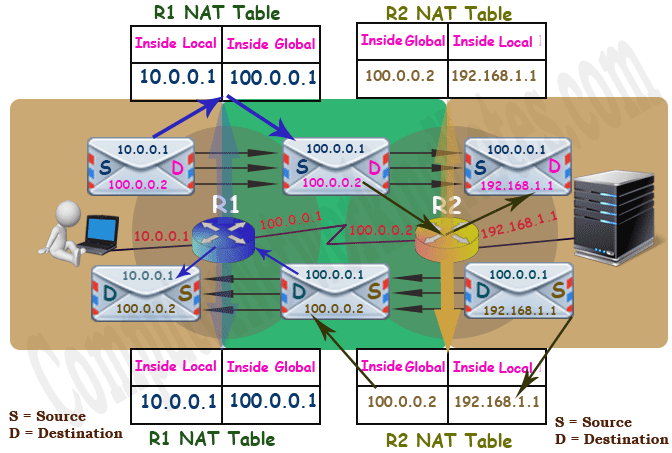 R1 NAT Table
R2 NAT Table
Inside Local Inside Global
Inside Global Inside Local
10.0.0.1 100.0.0.1
100.0.0.2 192.168.1.1
10.0.0.1
S D
100.0.0.2
100.0.0.1
S D
100.0.0.2
100.0.0.1
S D
192.168.1.1
R1
R2
10.0.0.1
100.0.0.1
100.0.0.2
192.168.1.1
10.0.0.1
D S
100.0.0.2
100.0.0.1
D S
100.0.0.2
100.0.0.1
D S
192.168.1.1
Inside Local Inside Global
Inside Global Inside Local
10.0.0.1 100.0.0.1
100.0.0.2 192.168.1.1
R1 NAT Table
R2 NAT Table
S = Source
D = Destination
S = Source
D = Destination